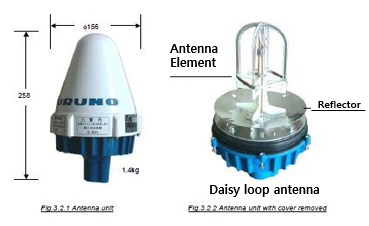 φ156
258
URUNO
1.4kg
Fig.3.2.1 Antenna unit
Antenna
Element
Reflector
Daisy loop antenna
Fig.3.2.2 Antenna unit with cover removed